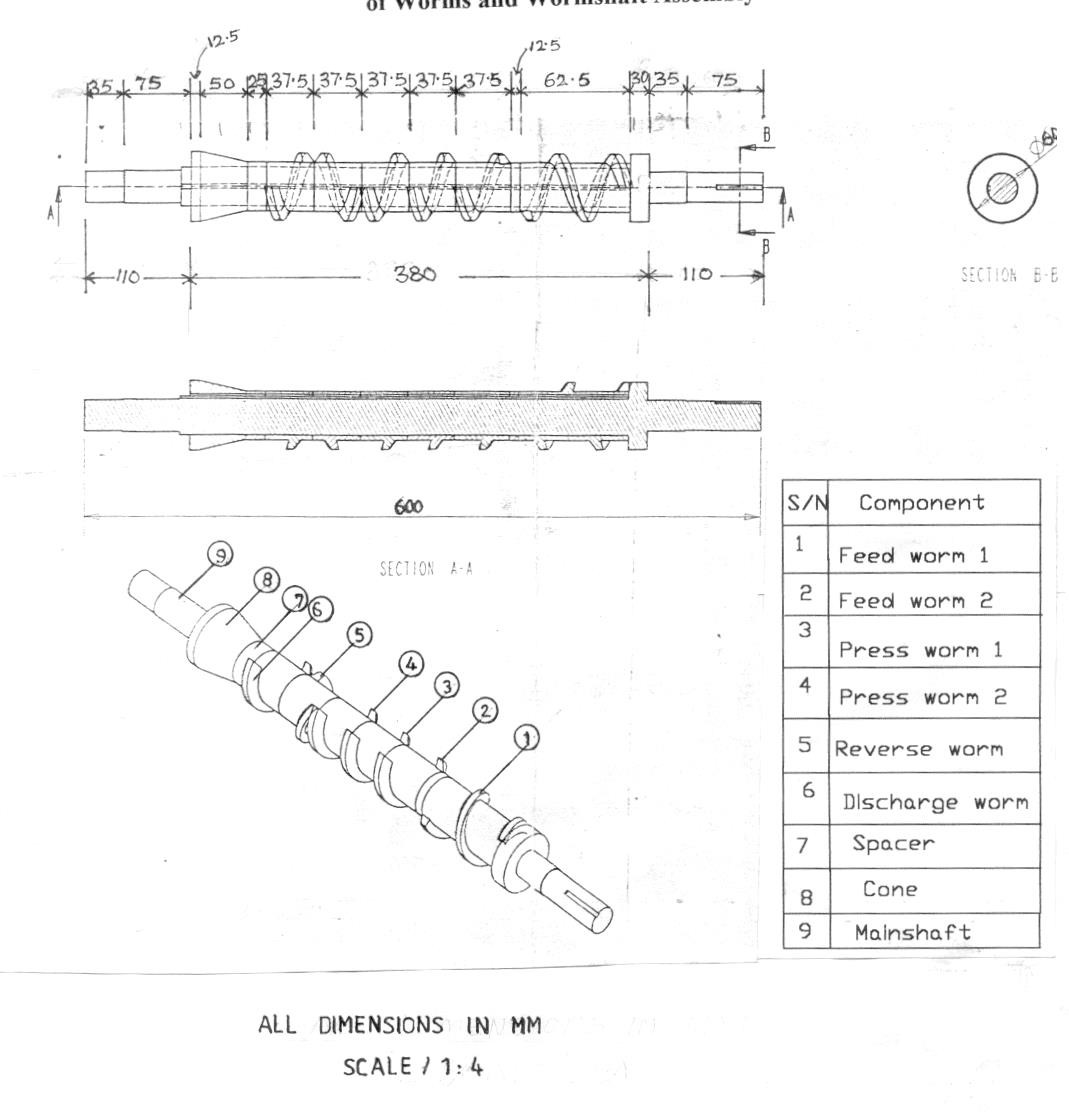 of Worms and Wormshaft Assembly
12.5
12.5
35 75 50 25 37.5 37.5 37.5 37.5 37.5 62.5 30 35 75
B
A
A
B
110 380 110
SECTION B-B
600
SECTION A-A
9
8
7
6
5
4
3
2
1
S/N Component
1 Feed worm 1
2 Feed worm 2
3 Press worm 1
4 Press worm 2
5 Reverse worm
6 Discharge worm
7 Spacer
8 Cone
9 Mainshaft
ALL DIMENSIONS IN MM
SCALE / 1:4